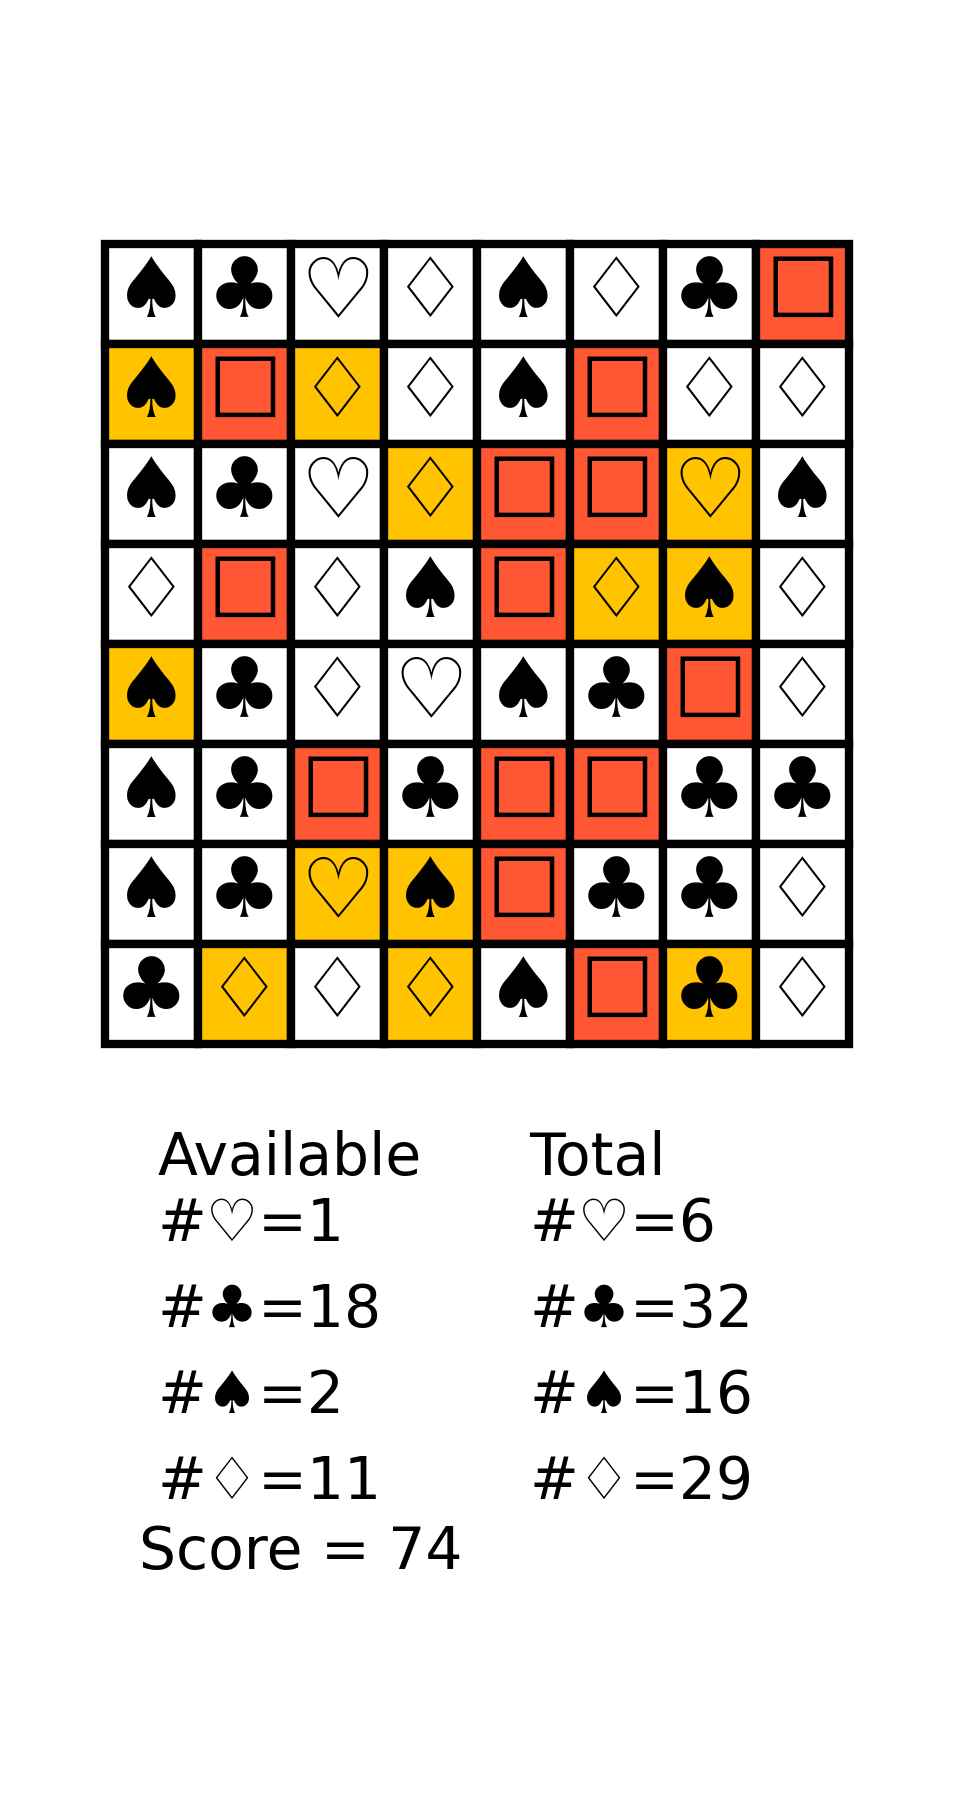 ♠ ♣ ♡ ♢ ♠ ♢ ♣ □
♠ □ ♢ ♢ ♠ □ ♢ ♢
♠ ♣ ♡ ♢ □ □ ♡ ♠
♢ □ ♢ ♠ □ ♢ ♠ ♢
♠ ♣ ♢ ♡ ♠ ♣ □ ♢
♠ ♣ □ ♣ □ □ ♣ ♣
♠ ♣ ♡ ♠ □ ♣ ♣ ♢
♣ ♢ ♢ ♢ ♠ □ ♣ ♢
Available Total
#♡=1 #♡=6
#♣=18 #♣=32
#♠=2 #♠=16
#♢=11 #♢=29
Score = 74